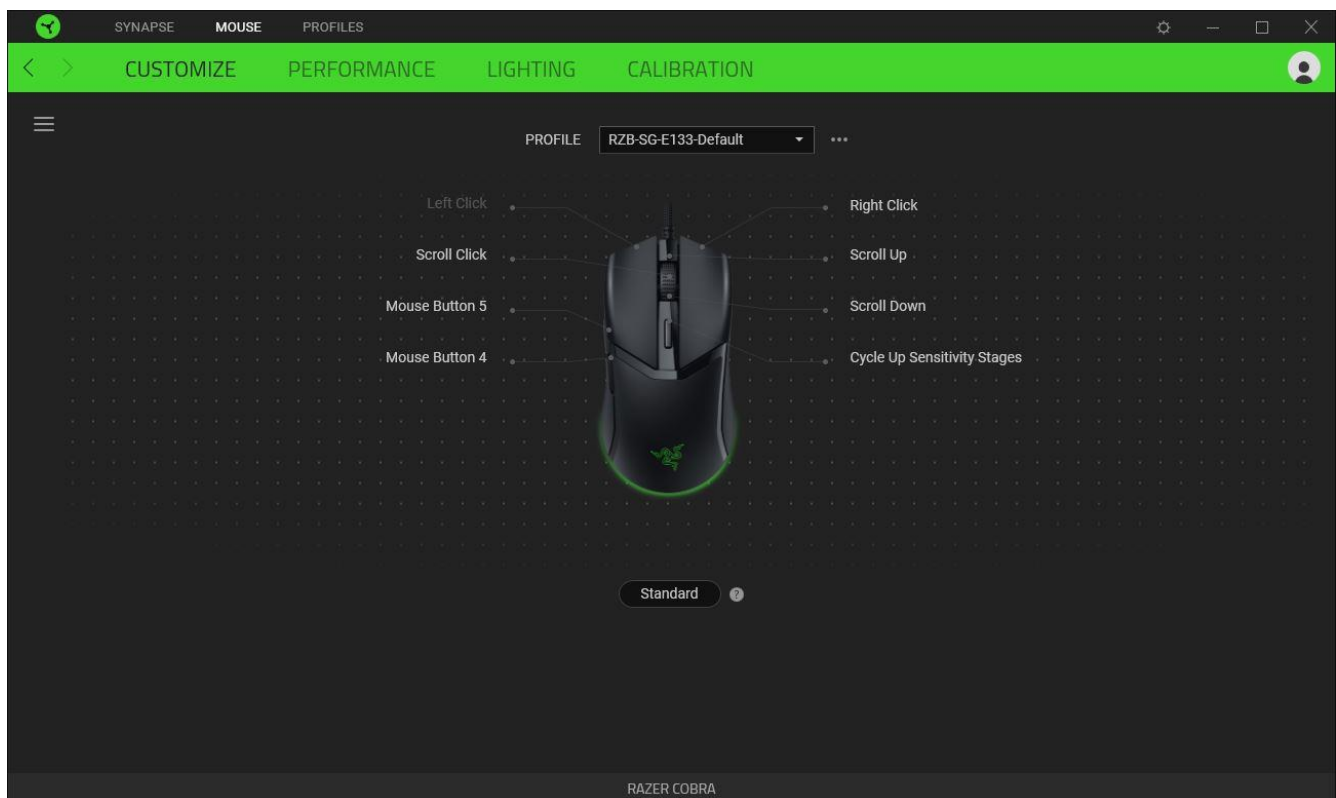 SYNAPSE MOUSE PROFILES
CUSTOMIZE PERFORMANCE LIGHTING CALIBRATION
PROFILE RZB-SG-E133-Default
Left Click
Right Click
Scroll Click
Scroll Up
Mouse Button 5
Scroll Down
Mouse Button 4
Cycle Up Sensitivity Stages
Standard ?
RAZER COBRA